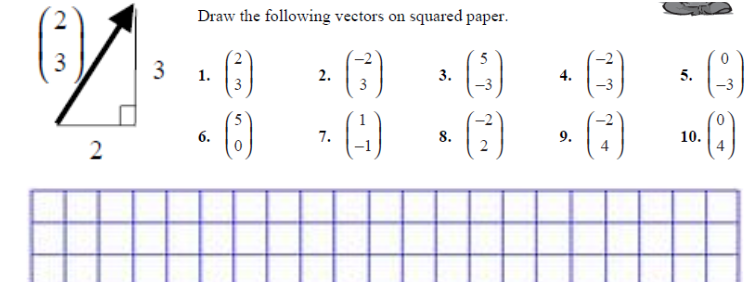 Draw the following vectors on squared paper.
(2 3) 3 2
1. (2 3) 2. (−2 3) 3. (5 −3) 4. (−2 −3) 5. (0 −3)
6. (5 0) 7. (1 −1) 8. (−2 2) 9. (−2 4) 10. (0 4)